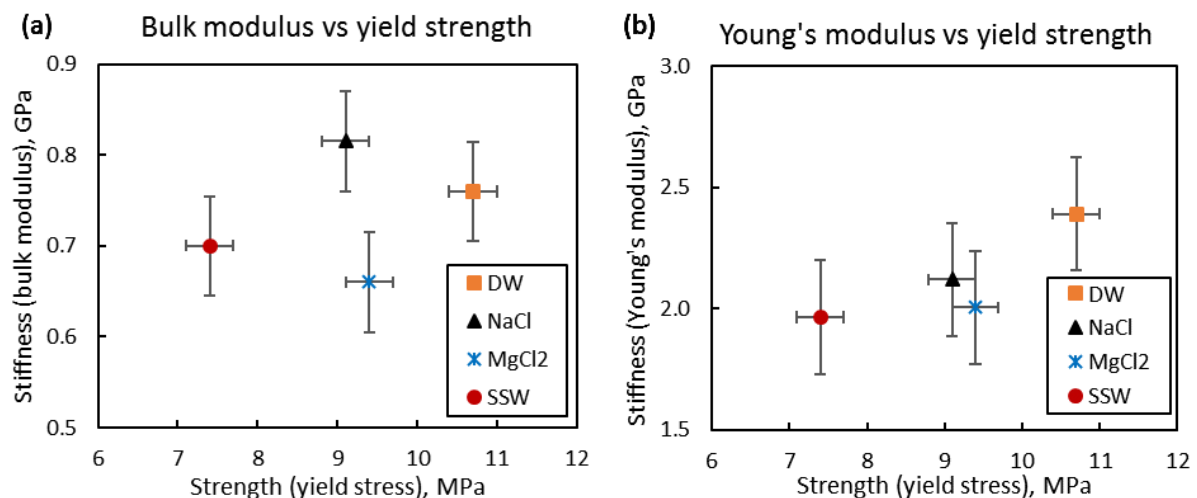 (a) Bulk modulus vs yield strength
Stiffness (bulk modulus), GPa
0.9
0.8
0.7
0.6
0.5
DW
NaCl
MgCl2
SSW
6 7 8 9 10 11 12
Strength (yield stress), MPa
(b) Young's modulus vs yield strength
Stiffness (Young's modulus), GPa
3.0
2.5
2.0
1.5
DW
NaCl
MgCl2
SSW
6 7 8 9 10 11 12
Strength (yield stress), MPa